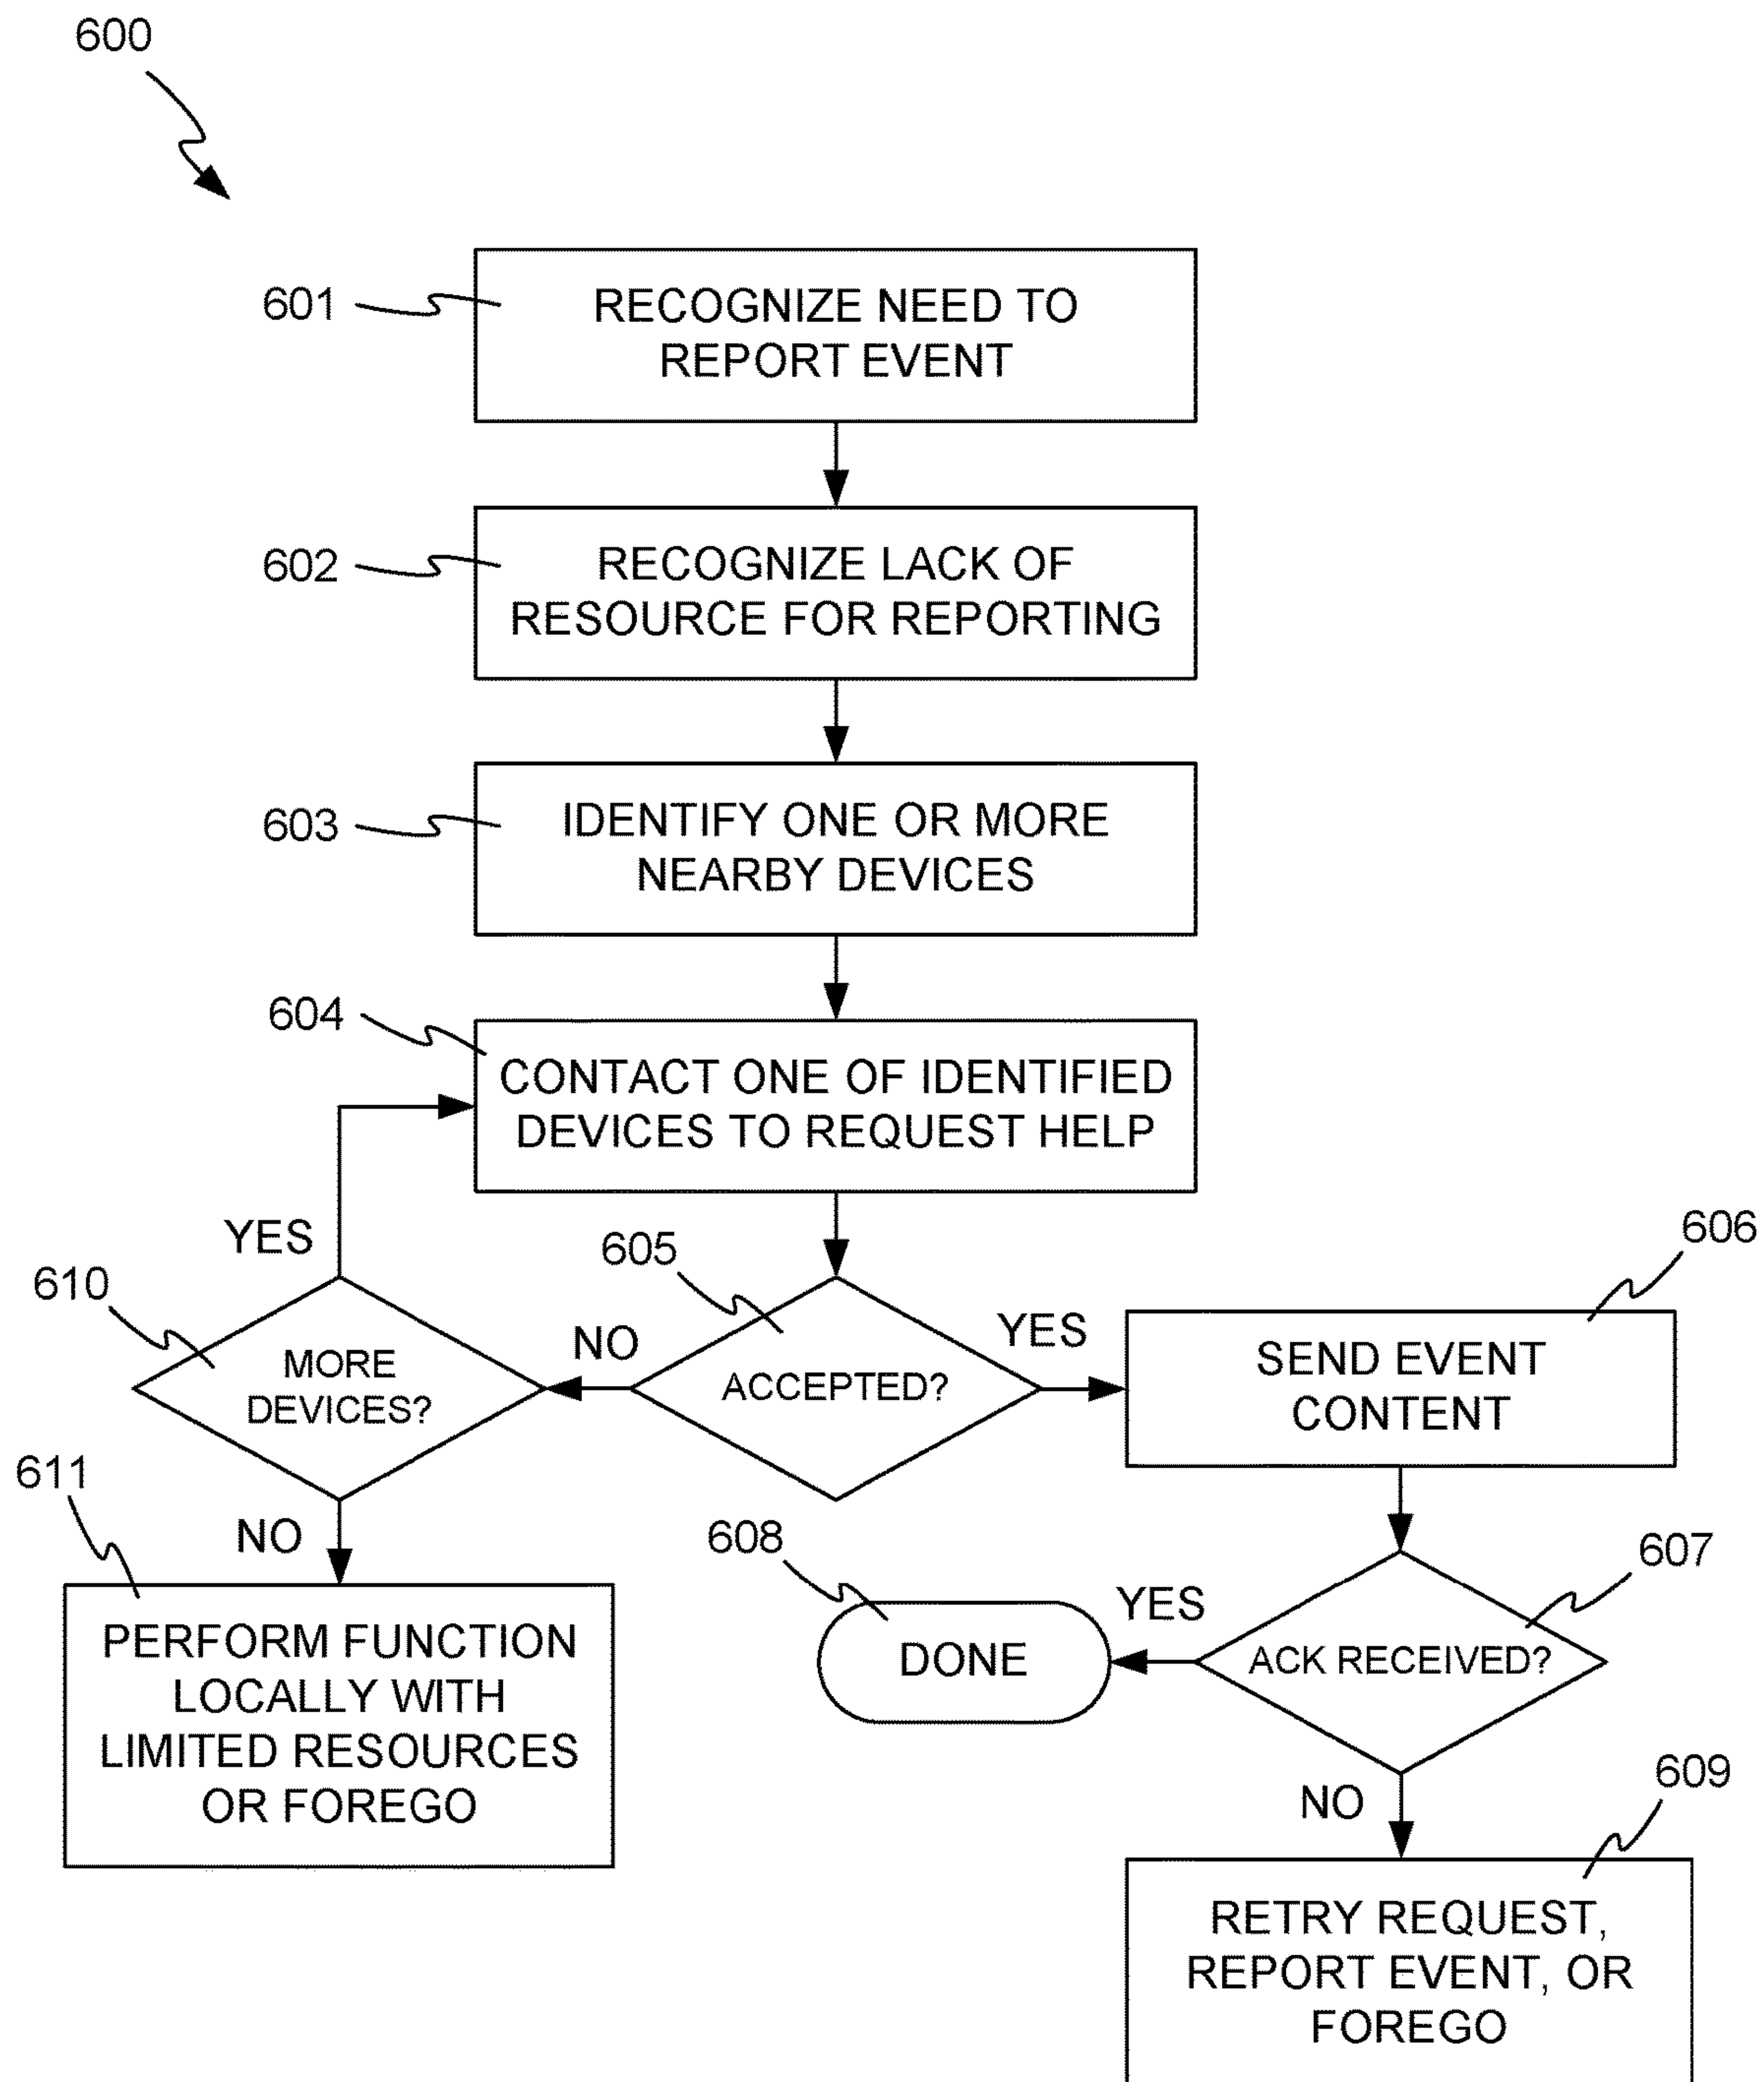 600
601
RECOGNIZE NEED TO
REPORT EVENT
602
RECOGNIZE LACK OF
RESOURCE FOR REPORTING
603
IDENTIFY ONE OR MORE
NEARBY DEVICES
604
CONTACT ONE OF IDENTIFIED
DEVICES TO REQUEST HELP
YES
605
606
610
NO
YES
MORE
DEVICES?
ACCEPTED?
SEND EVENT
CONTENT
611
NO
608
607
YES
PERFORM FUNCTION
LOCALLY WITH
LIMITED RESOURCES
OR FOREGO
DONE
ACK RECEIVED?
NO
609
RETRY REQUEST,
REPORT EVENT, OR
FOREGO